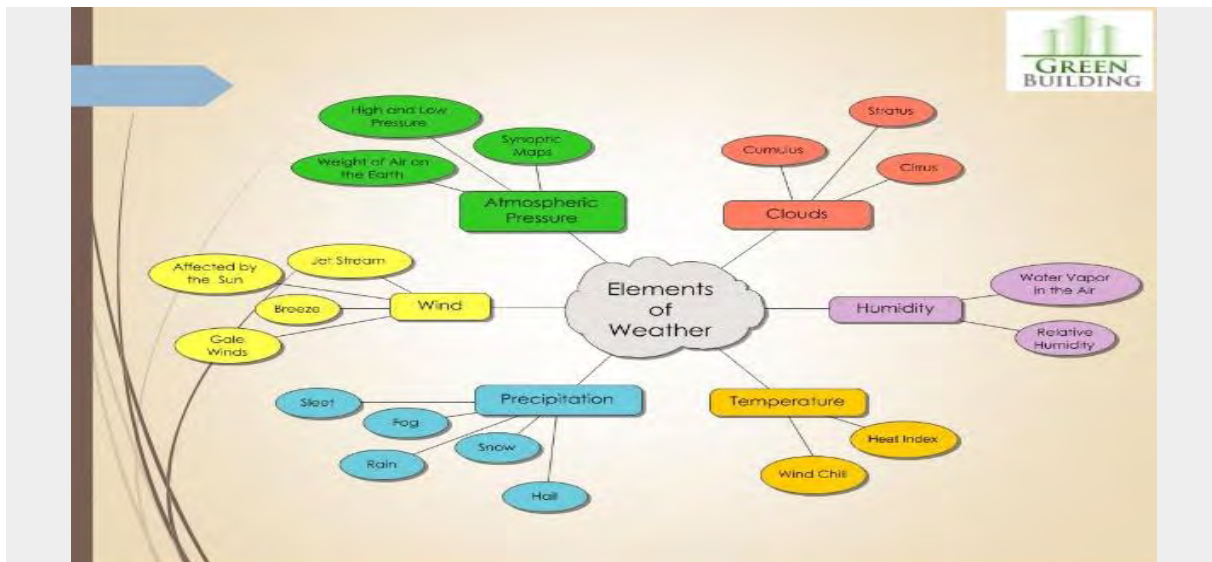 GREEN
BUILDING
High and Low
Pressure
Synoptic
Maps
Weight of Air on
the Earth
Atmospheric
Pressure
Stratus
Cumulus
Cirrus
Clouds
Affected by
the Sun
Jet Stream
Breeze
Wind
Gale
Winds
Elements
of
Weather
Humidity
Water Vapor
in the Air
Relative
Humidity
Precipitation
Sleet
Fog
Rain
Snow
Hail
Temperature
Heat Index
Wind Chill